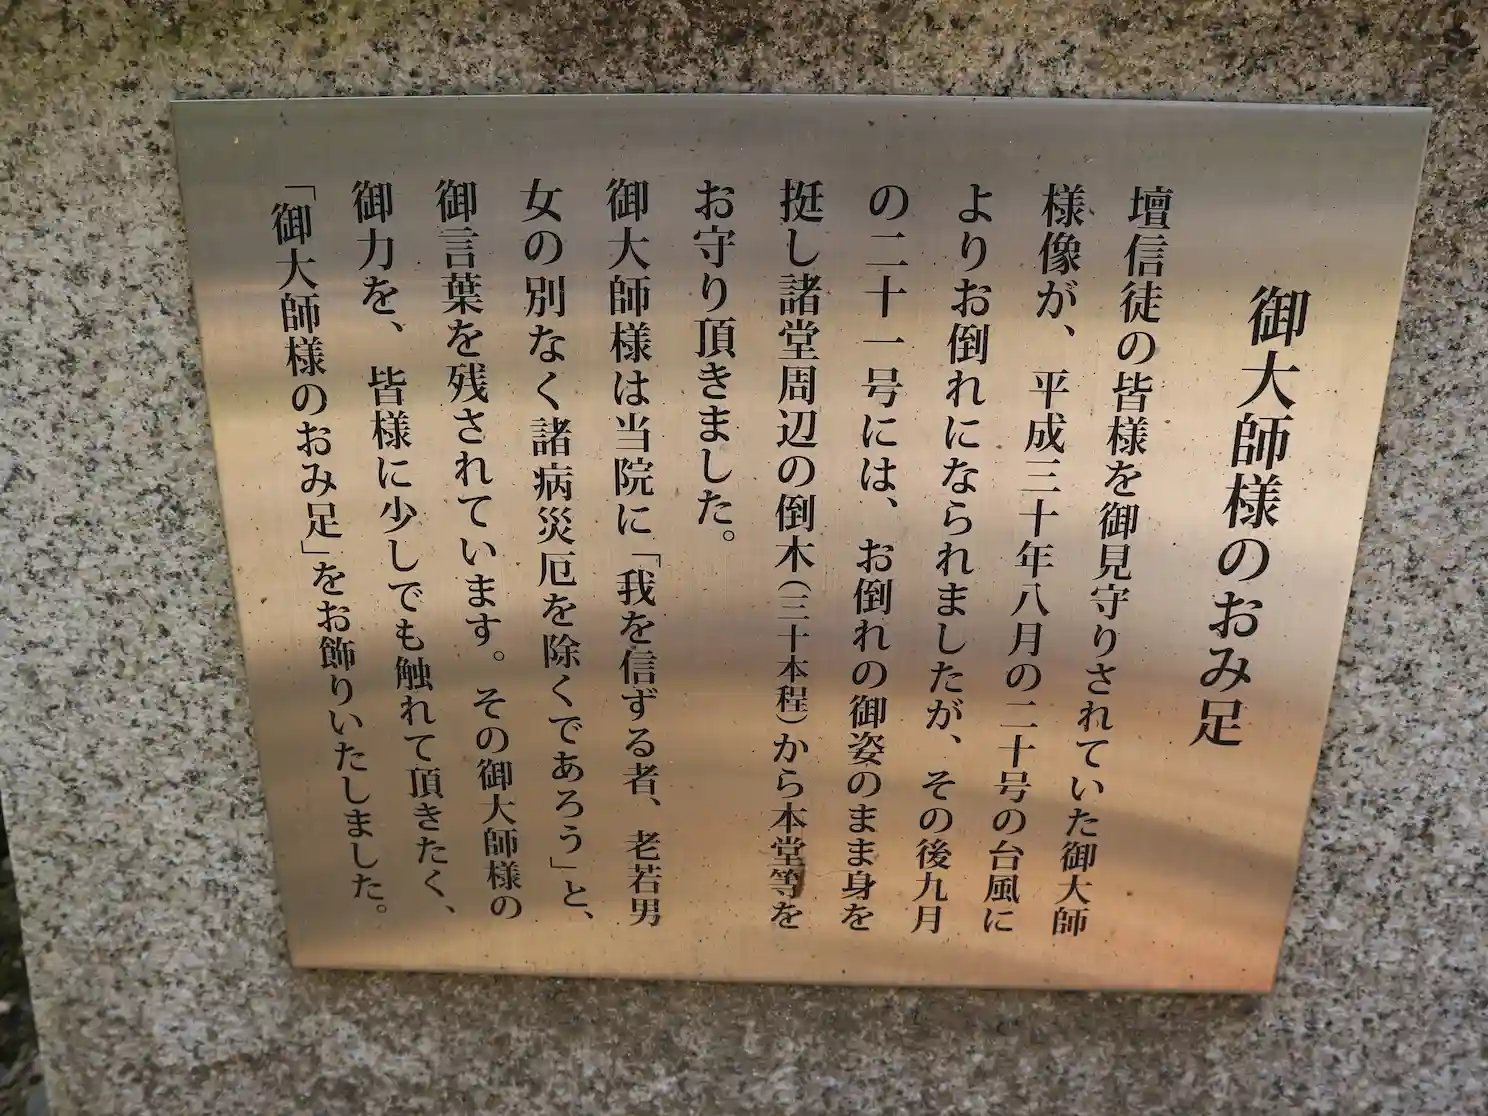 御大師様のおみ足
壇信徒の皆様を御見守りされていた御大師
様像が、平成三十年八月の二十号の台風に
よりお倒れになられましたが、その後九月
の二十一号には、お倒れの御姿のまま身を
挺し諸堂周辺の倒木（三十本程）から本堂等を
お守り頂きました。
御大師様は当院に「我を信ずる者、老若男
女の別なく諸病災厄を除くであろう」と、
御言葉を残されています。その御大師様の
御力を、皆様に少しでも触れて頂きたく、
「御大師様のおみ足」をお飾りいたしました。